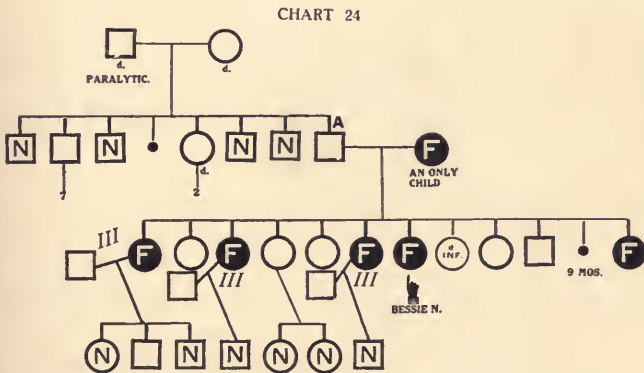 CHART 24
d.
d.
PARALYTIC.
A
N
N
d.
N
N
F
AN ONLY
CHILD
7
2
III
F
F
F
F
d
INF.
F
III
III
9 MOS.
BESSIE N.
N
N
N
N
N
N